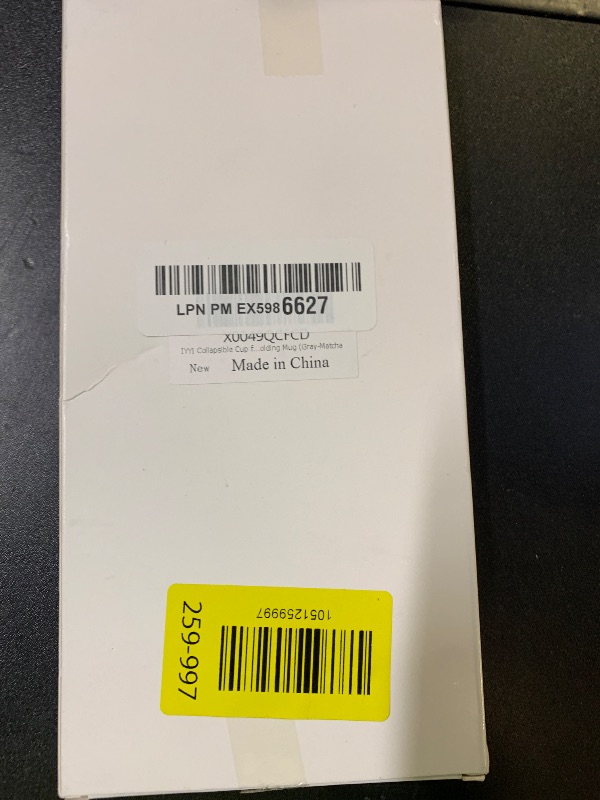 LPN PM EX5986627
X0049QCFCD
IYYI Collapsible Cup f...olding Mug (Gray-Matcha
New Made in China
259-997
1051259997